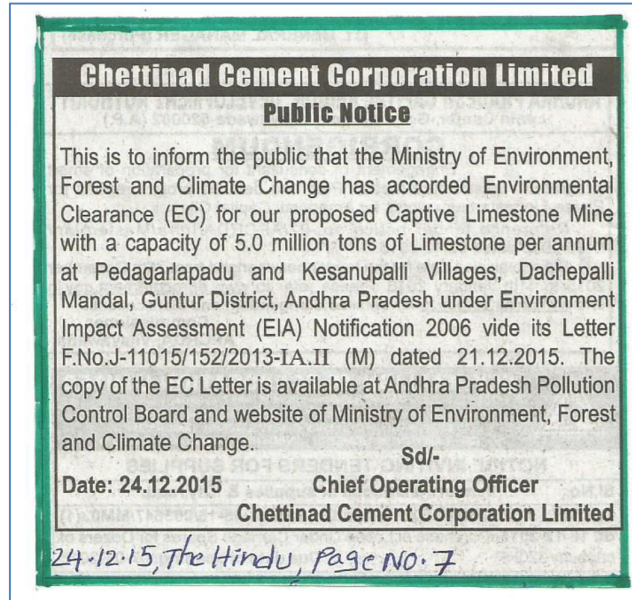 Chettinad Cement Corporation Limited
Public Notice
This is to inform the public that the Ministry of Environment,
Forest and Climate Change has accorded Environmental
Clearance (EC) for our proposed Captive Limestone Mine
with a capacity of 5.0 million tons of Limestone per annum
at Pedagarlapadu and Kesanupalli Villages, Dachepalli
Mandal, Guntur District, Andhra Pradesh under Environment
Impact Assessment (EIA) Notification 2006 vide its Letter
F.No.J-11015/152/2013-IA.II (M) dated 21.12.2015. The
copy of the EC Letter is available at Andhra Pradesh Pollution
Control Board and website of Ministry of Environment, Forest
and Climate Change.
Sd/-
Date: 24.12.2015 Chief Operating Officer
Chettinad Cement Corporation Limited
24.12.15, The Hindu, Page No. 7